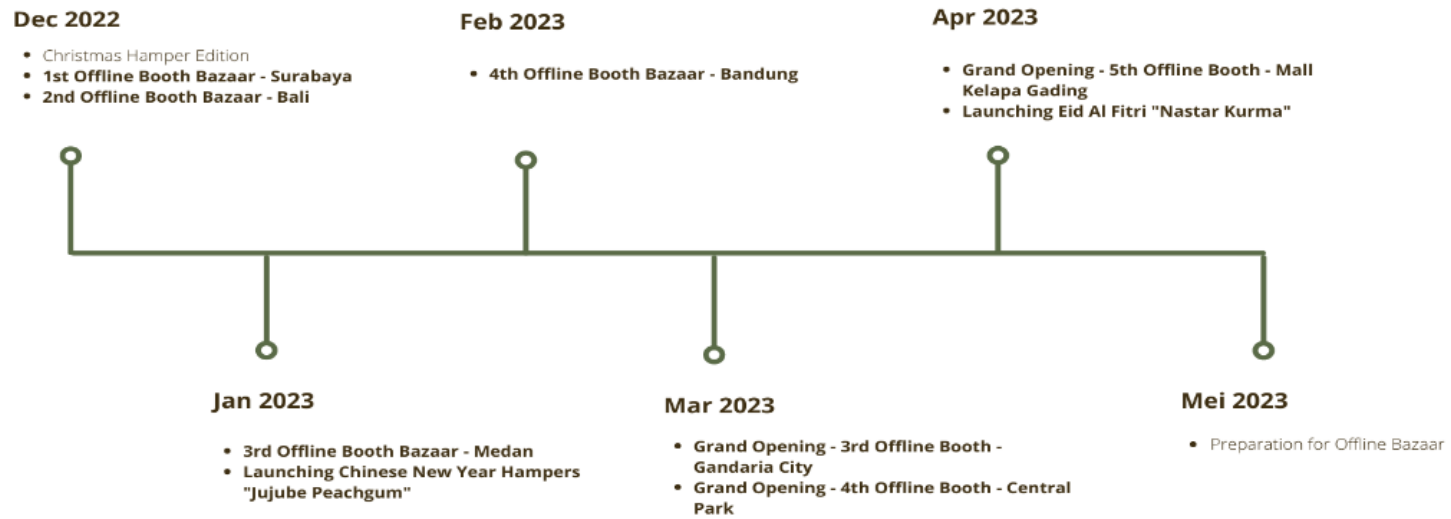 Dec 2022
• Christmas Hamper Edition
• 1st Offline Booth Bazaar - Surabaya
• 2nd Offline Booth Bazaar - Bali
Feb 2023
• 4th Offline Booth Bazaar - Bandung
Apr 2023
• Grand Opening - 5th Offline Booth - Mall
Kelapa Gading
• Launching Eid Al Fitri "Nastar Kurma"
Jan 2023
• 3rd Offline Booth Bazaar - Medan
• Launching Chinese New Year Hampers
"Jujube Peachgum"
Mar 2023
• Grand Opening - 3rd Offline Booth -
Gandaria City
• Grand Opening - 4th Offline Booth - Central
Park
Mei 2023
• Preparation for Offline Bazaar